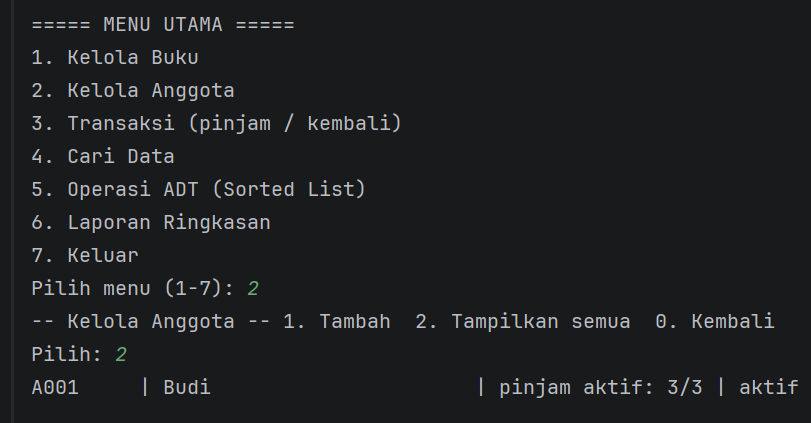 ===== MENU UTAMA =====
1. Kelola Buku
2. Kelola Anggota
3. Transaksi (pinjam / kembali)
4. Cari Data
5. Operasi ADT (Sorted List)
6. Laporan Ringkasan
7. Keluar
Pilih menu (1-7): 2
-- Kelola Anggota -- 1. Tambah  2. Tampilkan semua  0. Kembali
Pilih: 2
A001     | Budi                      | pinjam aktif: 3/3 | aktif